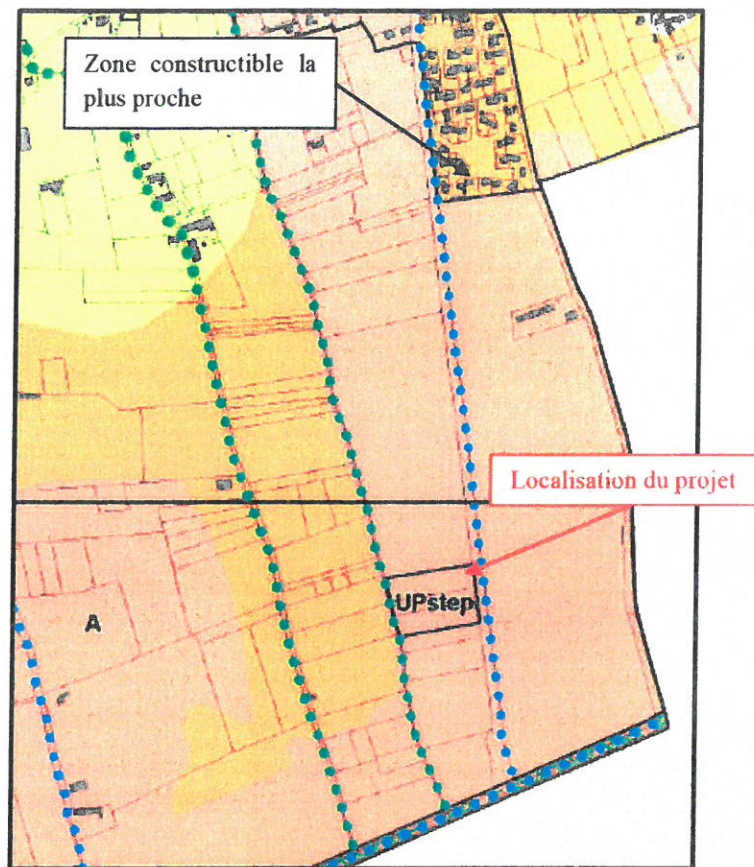 Zone constructible la
plus proche
Localisation du projet
UPstep
A